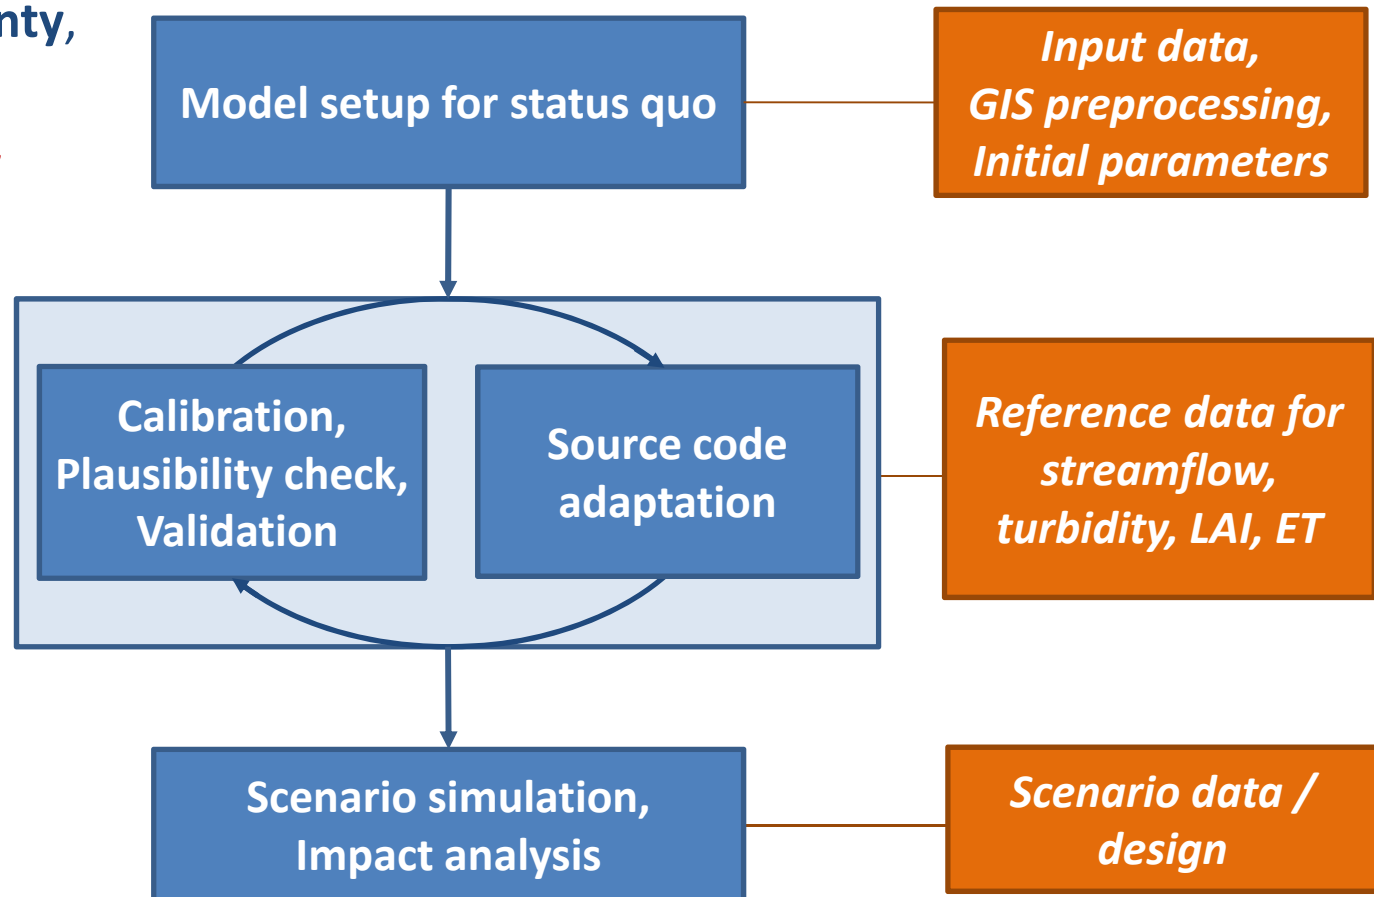 Model setup for status quo
Input data,
GIS preprocessing,
Initial parameters
Calibration,
Plausibility check,
Validation
Source code
adaptation
Reference data for
streamflow,
turbidity, LAI, ET
Scenario simulation,
Impact analysis
Scenario data /
design